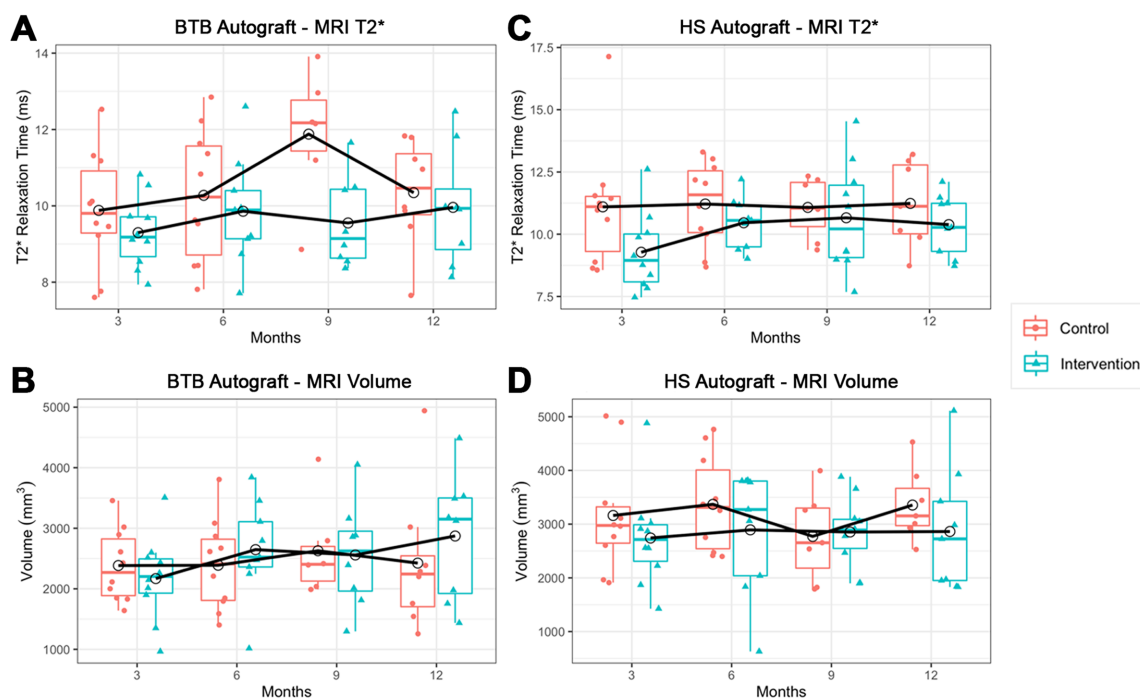 A
BTB Autograft - MRI T2*
T2* Relaxation Time (ms)
14
12
10
8
3
6
9
12
Months
C
HS Autograft - MRI T2*
T2* Relaxation Time (ms)
17.5
15.0
12.5
10.0
7.5
3
6
9
12
Months
Control
Intervention
B
BTB Autograft - MRI Volume
Volume (mm³)
5000
4000
3000
2000
1000
3
6
9
12
Months
D
HS Autograft - MRI Volume
Volume (mm³)
5000
4000
3000
2000
1000
3
6
9
12
Months